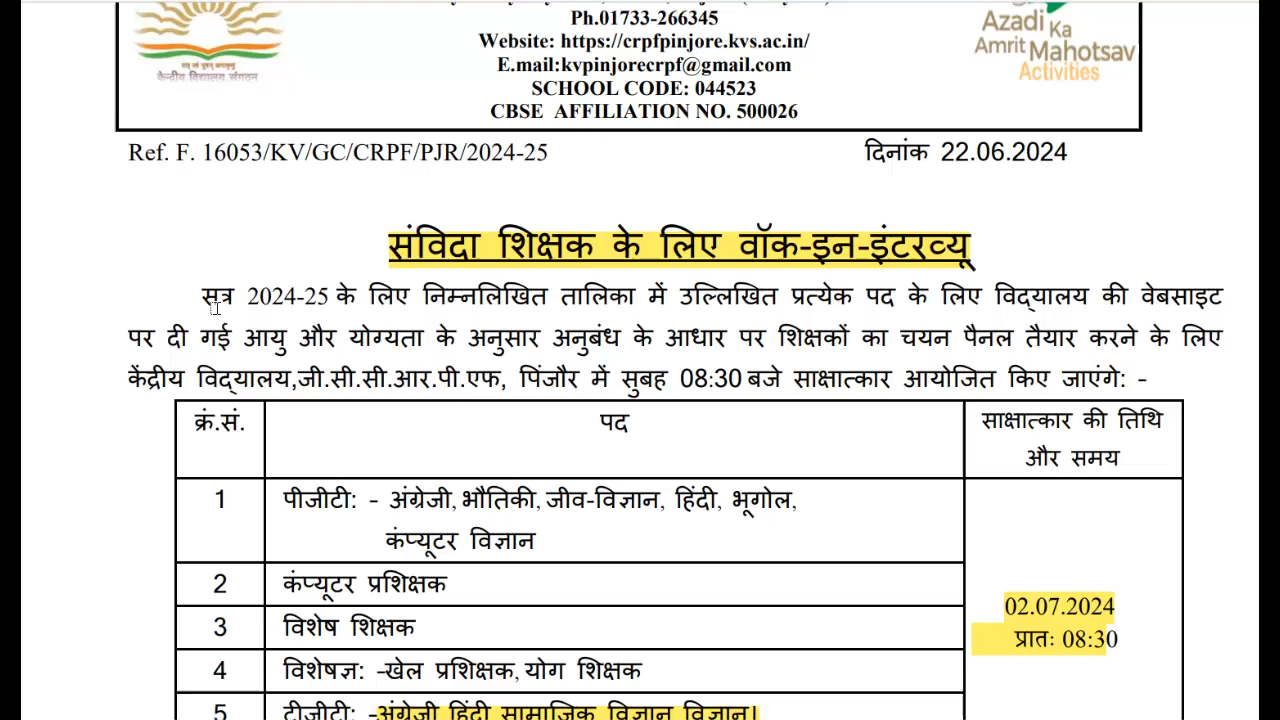 Ph.01733-266345
Website: https://crpfpinjore.kvs.ac.in/
E.mail:kvpinjorecrpf@gmail.com
SCHOOL CODE: 044523
CBSE AFFILIATION NO. 500026
केन्द्रीय विद्यालय संगठन
Azadi Ka
Amrit Mahotsav
Activities
Ref. F. 16053/KV/GC/CRPF/PJR/2024-25 दिनांक 22.06.2024
संविदा शिक्षक के लिए वॉक-इन-इंटरव्यू
सत्र 2024-25 के लिए निम्नलिखित तालिका में उल्लिखित प्रत्येक पद के लिए विद्यालय की वेबसाइट
पर दी गई आयु और योग्यता के अनुसार अनुबंध के आधार पर शिक्षकों का चयन पैनल तैयार करने के लिए
केंद्रीय विद्यालय,जी.सी.सी.आर.पी.एफ, पिंजौर में सुबह 08:30 बजे साक्षात्कार आयोजित किए जाएंगे: -
क्रं.सं. पद साक्षात्कार की तिथि
और समय
1 पीजीटी: - अंग्रेजी, भौतिकी, जीव-विज्ञान, हिंदी, भूगोल,
कंप्यूटर विज्ञान
2 कंप्यूटर प्रशिक्षक
02.07.2024
3 विशेष शिक्षक
प्रातः 08:30
4 विशेषज्ञ: -खेल प्रशिक्षक, योग शिक्षक
5 टीजीटी: -अंग्रेजी हिंदी सामाजिक विज्ञान विज्ञान।